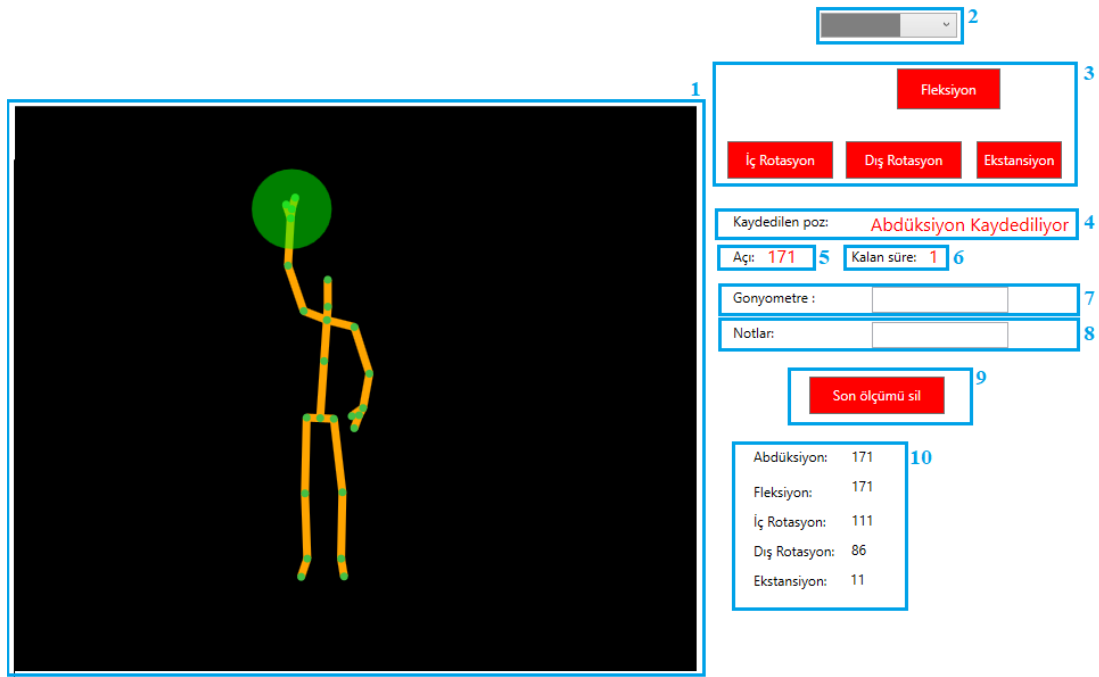 2
1
3
Fleksiyon
İç Rotasyon Dış Rotasyon Ekstansiyon
Kaydedilen poz: Abdüksiyon Kaydediliyor 4
Açı: 171 5 Kalan süre: 1 6
Gonyometre : 7
Notlar: 8
9
Son ölçümü sil
Abdüksiyon: 171 10
Fleksiyon: 171
İç Rotasyon: 111
Dış Rotasyon: 86
Ekstansiyon: 11